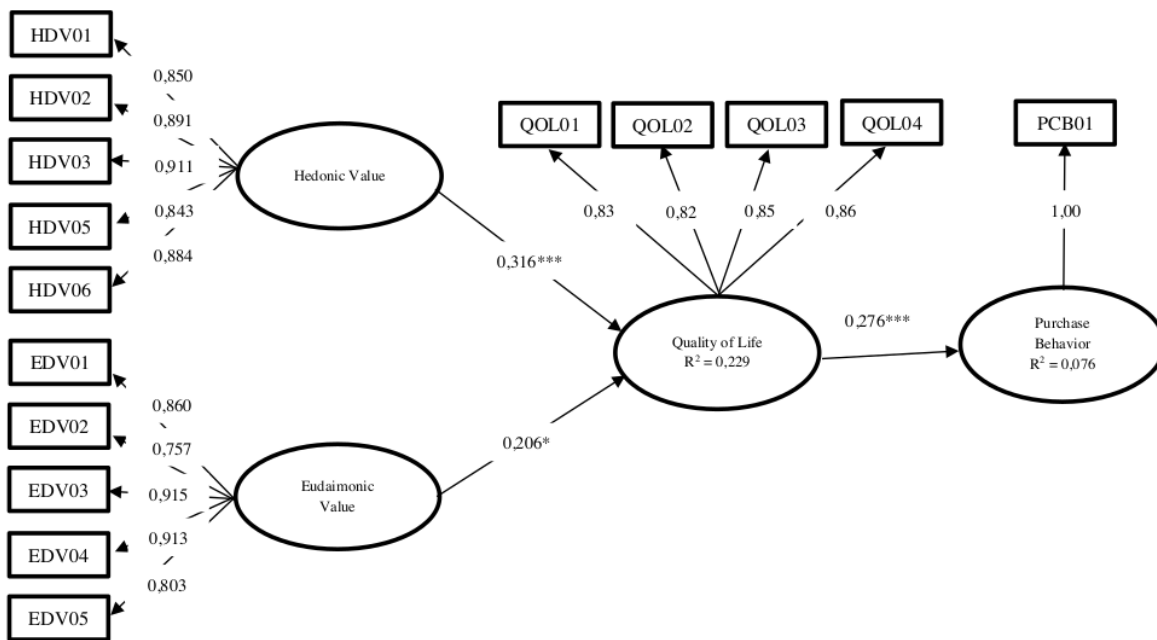 HDV01
HDV02
HDV03
HDV05
HDV06
0,850
0,891
0,911
0,843
0,884
Hedonic Value
EDV01
EDV02
EDV03
EDV04
EDV05
0,860
0,757
0,915
0,913
0,803
Eudaimonic
Value
0,316***
0,206*
QOL01
QOL02
QOL03
QOL04
0,83
0,82
0,85
0,86
Quality of Life
R² = 0,229
0,276***
PCB01
1,00
Purchase
Behavior
R² = 0,076